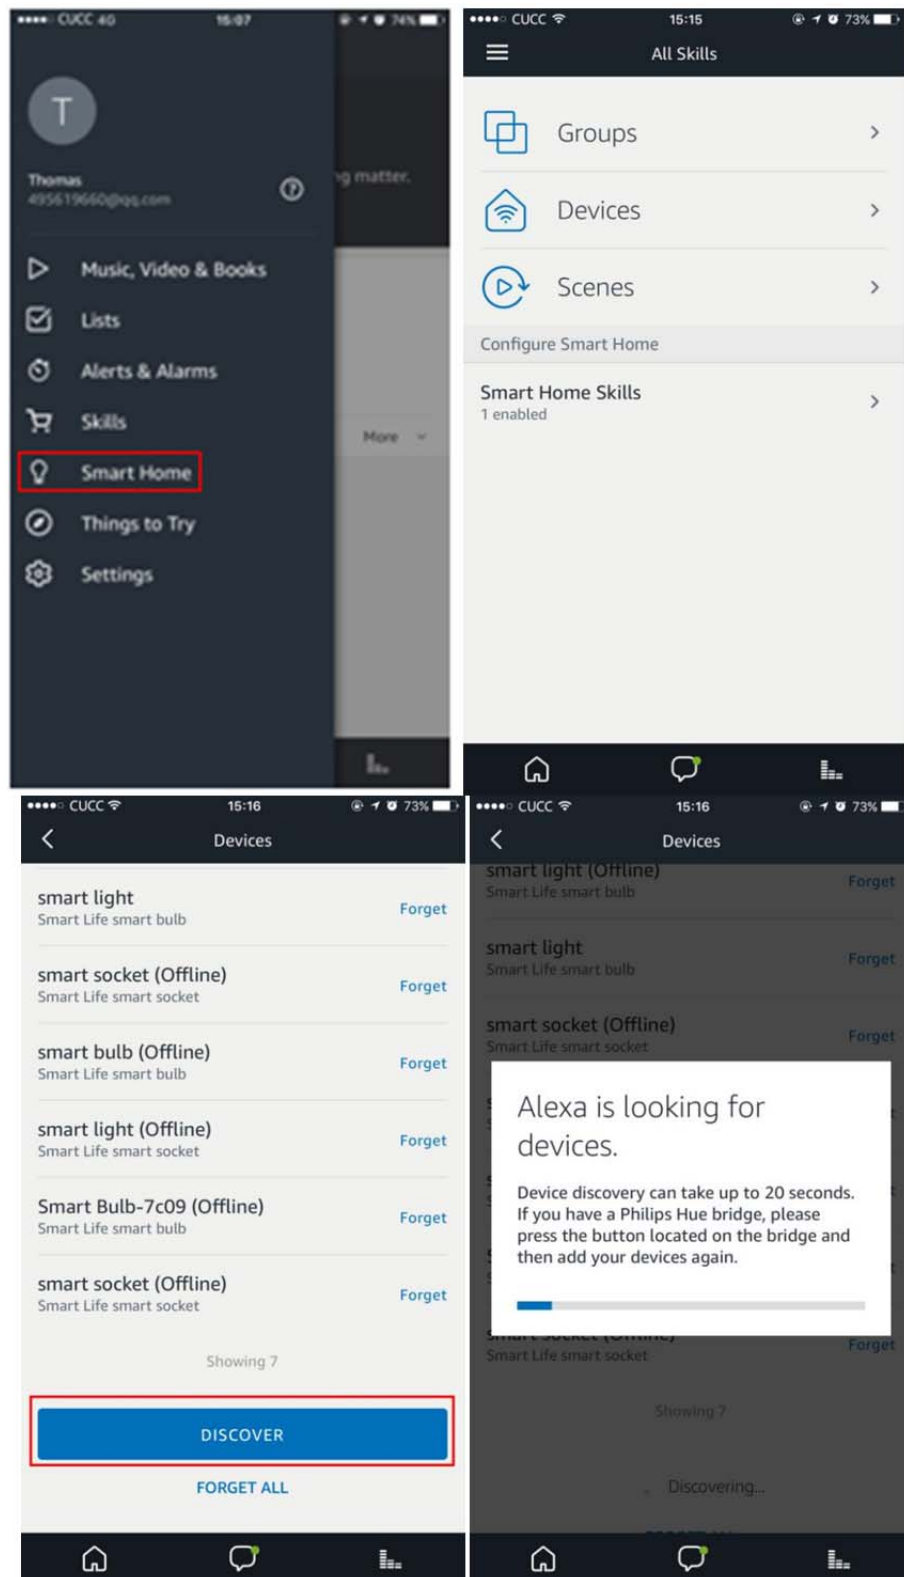 CUCC 4G 15:07 74%
T
Thomas
495619660@qq.com
ng matter.
Music, Video & Books
Lists
Alerts & Alarms
Skills
More
Smart Home
Things to Try
Settings
CUCC 15:15 73%
All Skills
Groups
Devices
Scenes
Configure Smart Home
Smart Home Skills
1 enabled
CUCC 15:16 73%
Devices
smart light
Smart Life smart bulb
Forget
smart socket (Offline)
Smart Life smart socket
Forget
smart bulb (Offline)
Smart Life smart bulb
Forget
smart light (Offline)
Smart Life smart socket
Forget
Smart Bulb-7c09 (Offline)
Smart Life smart bulb
Forget
smart socket (Offline)
Smart Life smart socket
Forget
Showing 7
DISCOVER
FORGET ALL
CUCC 15:16 73%
Devices
smart light (Offline)
Smart Life smart bulb
Forget
smart light
Smart Life smart bulb
Forget
smart socket (Offline)
Smart Life smart socket
Forget
Alexa is looking for
devices.
Device discovery can take up to 20 seconds.
If you have a Philips Hue bridge, please
press the button located on the bridge and
then add your devices again.
smart socket (Offline)
Smart Life smart socket
Forget
Showing 7
Discovering...